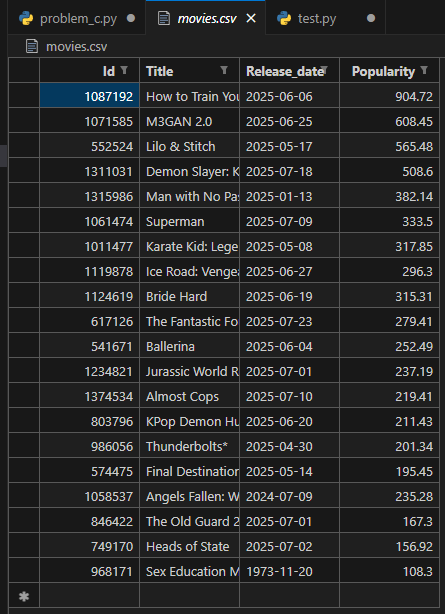 problem_c.py movies.csv test.py
movies.csv
Id Title Release_date Popularity
1087192 How to Train You 2025-06-06 904.72
1071585 M3GAN 2.0 2025-06-25 608.45
552524 Lilo & Stitch 2025-05-17 565.48
1311031 Demon Slayer: K 2025-07-18 508.6
1315986 Man with No Pas 2025-01-13 382.14
1061474 Superman 2025-07-09 333.5
1011477 Karate Kid: Lege 2025-05-08 317.85
1119878 Ice Road: Vengea 2025-06-27 296.3
1124619 Bride Hard 2025-06-19 315.31
617126 The Fantastic Fo 2025-07-23 279.41
541671 Ballerina 2025-06-04 252.49
1234821 Jurassic World R 2025-07-01 237.19
1374534 Almost Cops 2025-07-10 219.41
803796 KPop Demon Hu 2025-06-20 211.43
986056 Thunderbolts* 2025-04-30 201.34
574475 Final Destination 2025-05-14 195.45
1058537 Angels Fallen: W 2024-07-09 235.28
846422 The Old Guard 2 2025-07-01 167.3
749170 Heads of State 2025-07-02 156.92
968171 Sex Education M 1973-11-20 108.3